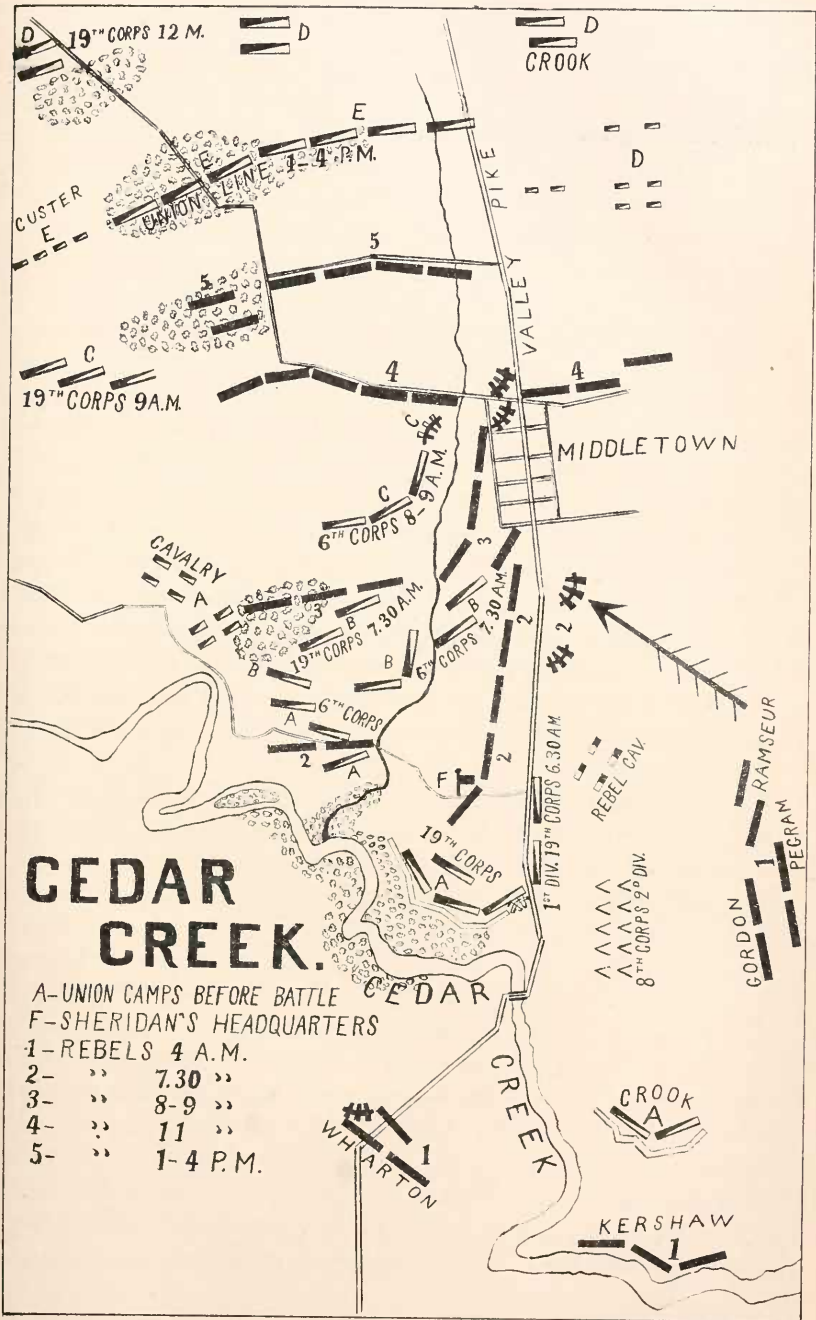 D
19TH CORPS 12 M.
D
D
CROOK
E
D
E
1-4 P.M.
UNION LINE
CUSTER
E
VALLEY PIKE
5
5
C
19TH CORPS 9 A.M.
4
4
MIDDLETOWN
C
C
6TH CORPS 8-9 A.M.
3
CAVALRY
A
3
B
19TH CORPS 7.30 A.M.
B
6TH CORPS 7.30 A.M.
2
2
B
B
A
6TH CORPS
2
A
F
2
1ST DIV. 19TH CORPS 6.30 A.M.
REBEL CAV.
RAMSEUR
PEGRAM
1
GORDON
19TH CORPS
A
8TH CORPS 2D DIV.
CEDAR
CREEK.
CEDAR CREEK
A-UNION CAMPS BEFORE BATTLE
F-SHERIDAN'S HEADQUARTERS
1-REBELS 4 A.M.
2- " 7.30 "
3- " 8-9 "
4- " 11 "
5- " 1-4 P.M.
WHARTON
1
CROOK
A
KERSHAW
1